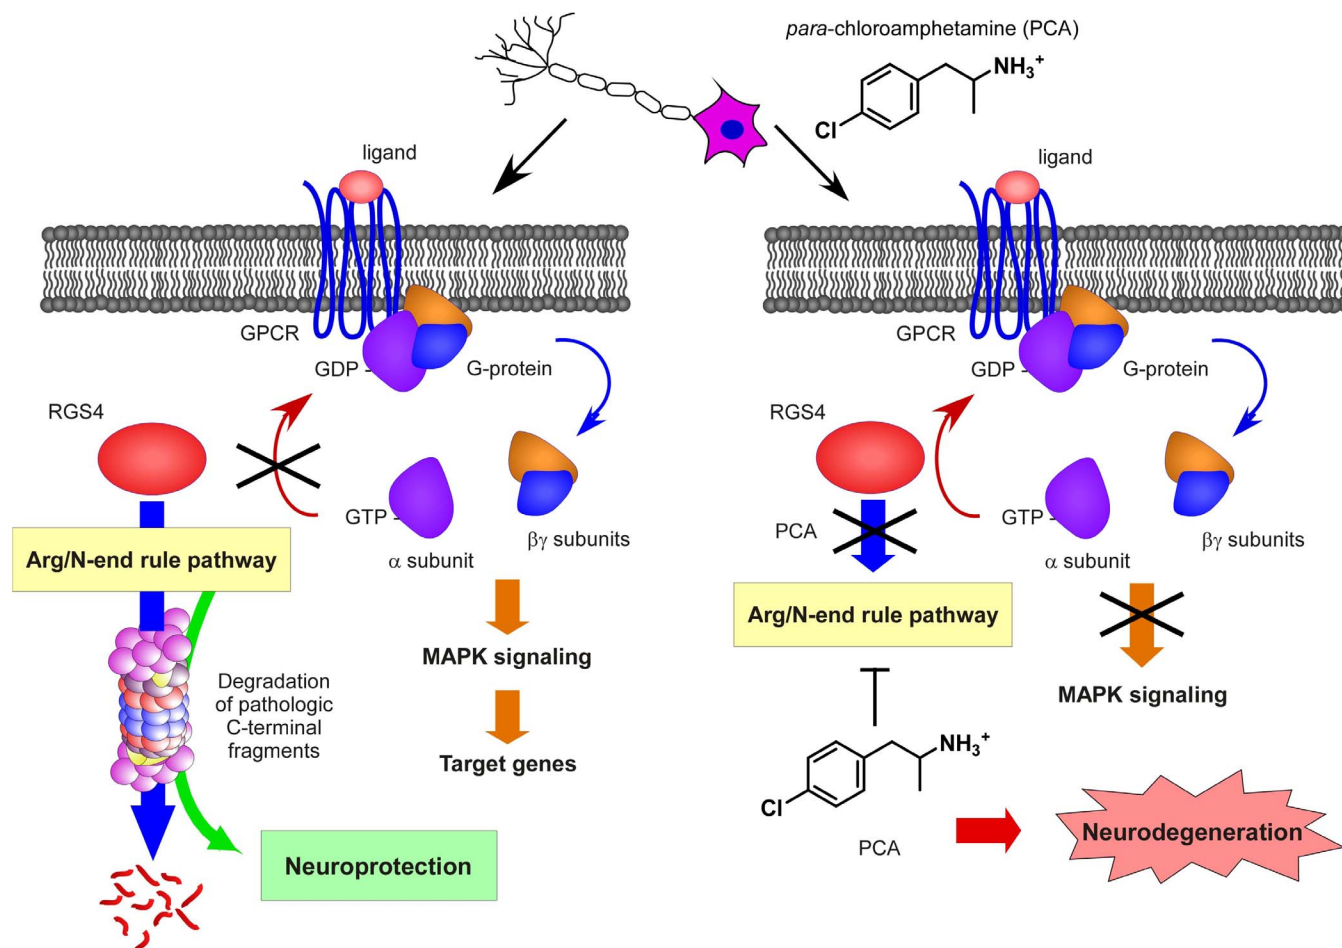 para-chloroamphetamine (PCA)
NH₃⁺
Cl
ligand
GPCR
GDP -
G-protein
RGS4
GTP -
α subunit
βγ subunits
Arg/N-end rule pathway
MAPK signaling
Target genes
Degradation
of pathologic
C-terminal
fragments
Neuroprotection
ligand
GPCR
GDP -
G-protein
RGS4
PCA
GTP -
α subunit
βγ subunits
Arg/N-end rule pathway
MAPK signaling
NH₃⁺
Cl
PCA
Neurodegeneration